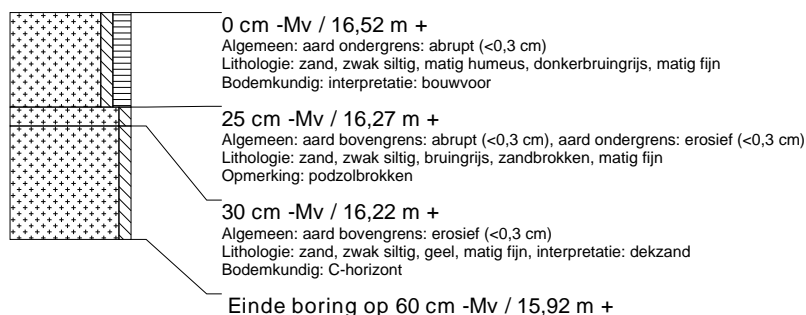 0 cm -Mv / 16,52 m +
Algemeen: aard ondergrens: abrupt (<0,3 cm)
Lithologie: zand, zwak siltig, matig humeus, donkerbruingrijs, matig fijn
Bodemkundig: interpretatie: bouwvoor
25 cm -Mv / 16,27 m +
Algemeen: aard bovengrens: abrupt (<0,3 cm), aard ondergrens: erosief (<0,3 cm)
Lithologie: zand, zwak siltig, bruingrijs, zandbrokken, matig fijn
Opmerking: podzolbrokken
30 cm -Mv / 16,22 m +
Algemeen: aard bovengrens: erosief (<0,3 cm)
Lithologie: zand, zwak siltig, geel, matig fijn, interpretatie: dekzand
Bodemkundig: C-horizont
Einde boring op 60 cm -Mv / 15,92 m +